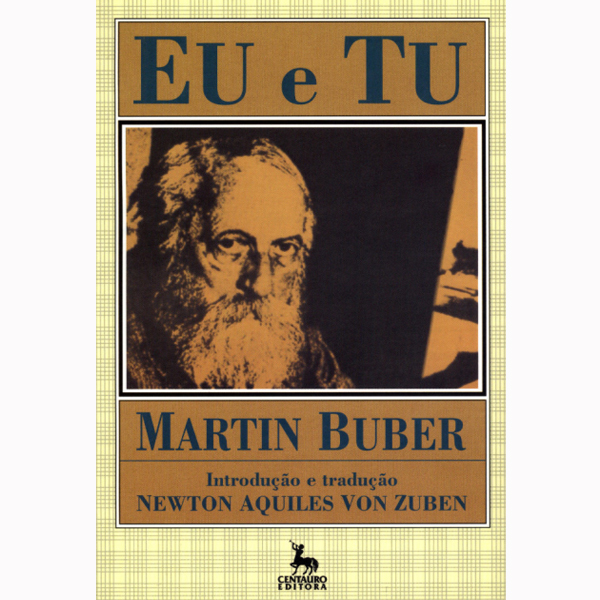 EU e TU
MARTIN BUBER
Introdução e tradução
NEWTON AQUILES VON ZUBEN
CENTAURO
EDITORA